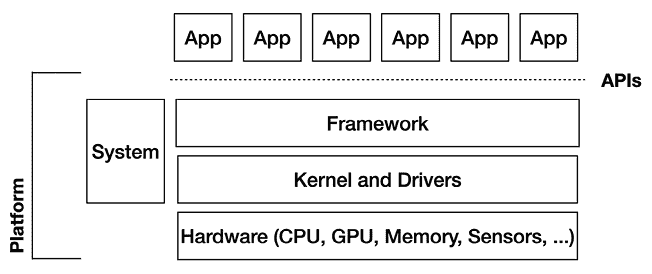 App App App App App App
APIs
Framework
System
Kernel and Drivers
Platform
Hardware (CPU, GPU, Memory, Sensors, ...)